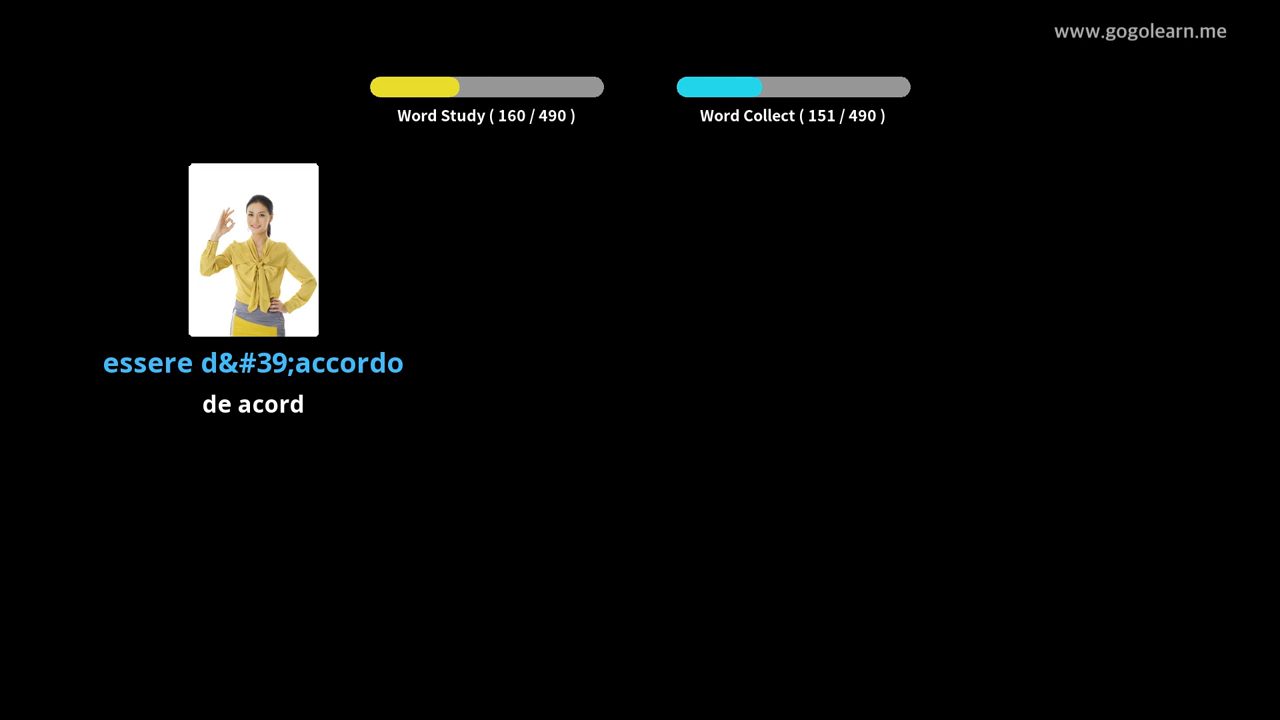 www.gogolearn.me
Word Study ( 160 / 490 )
Word Collect ( 151 / 490 )
essere d&#39;accordo
de acord